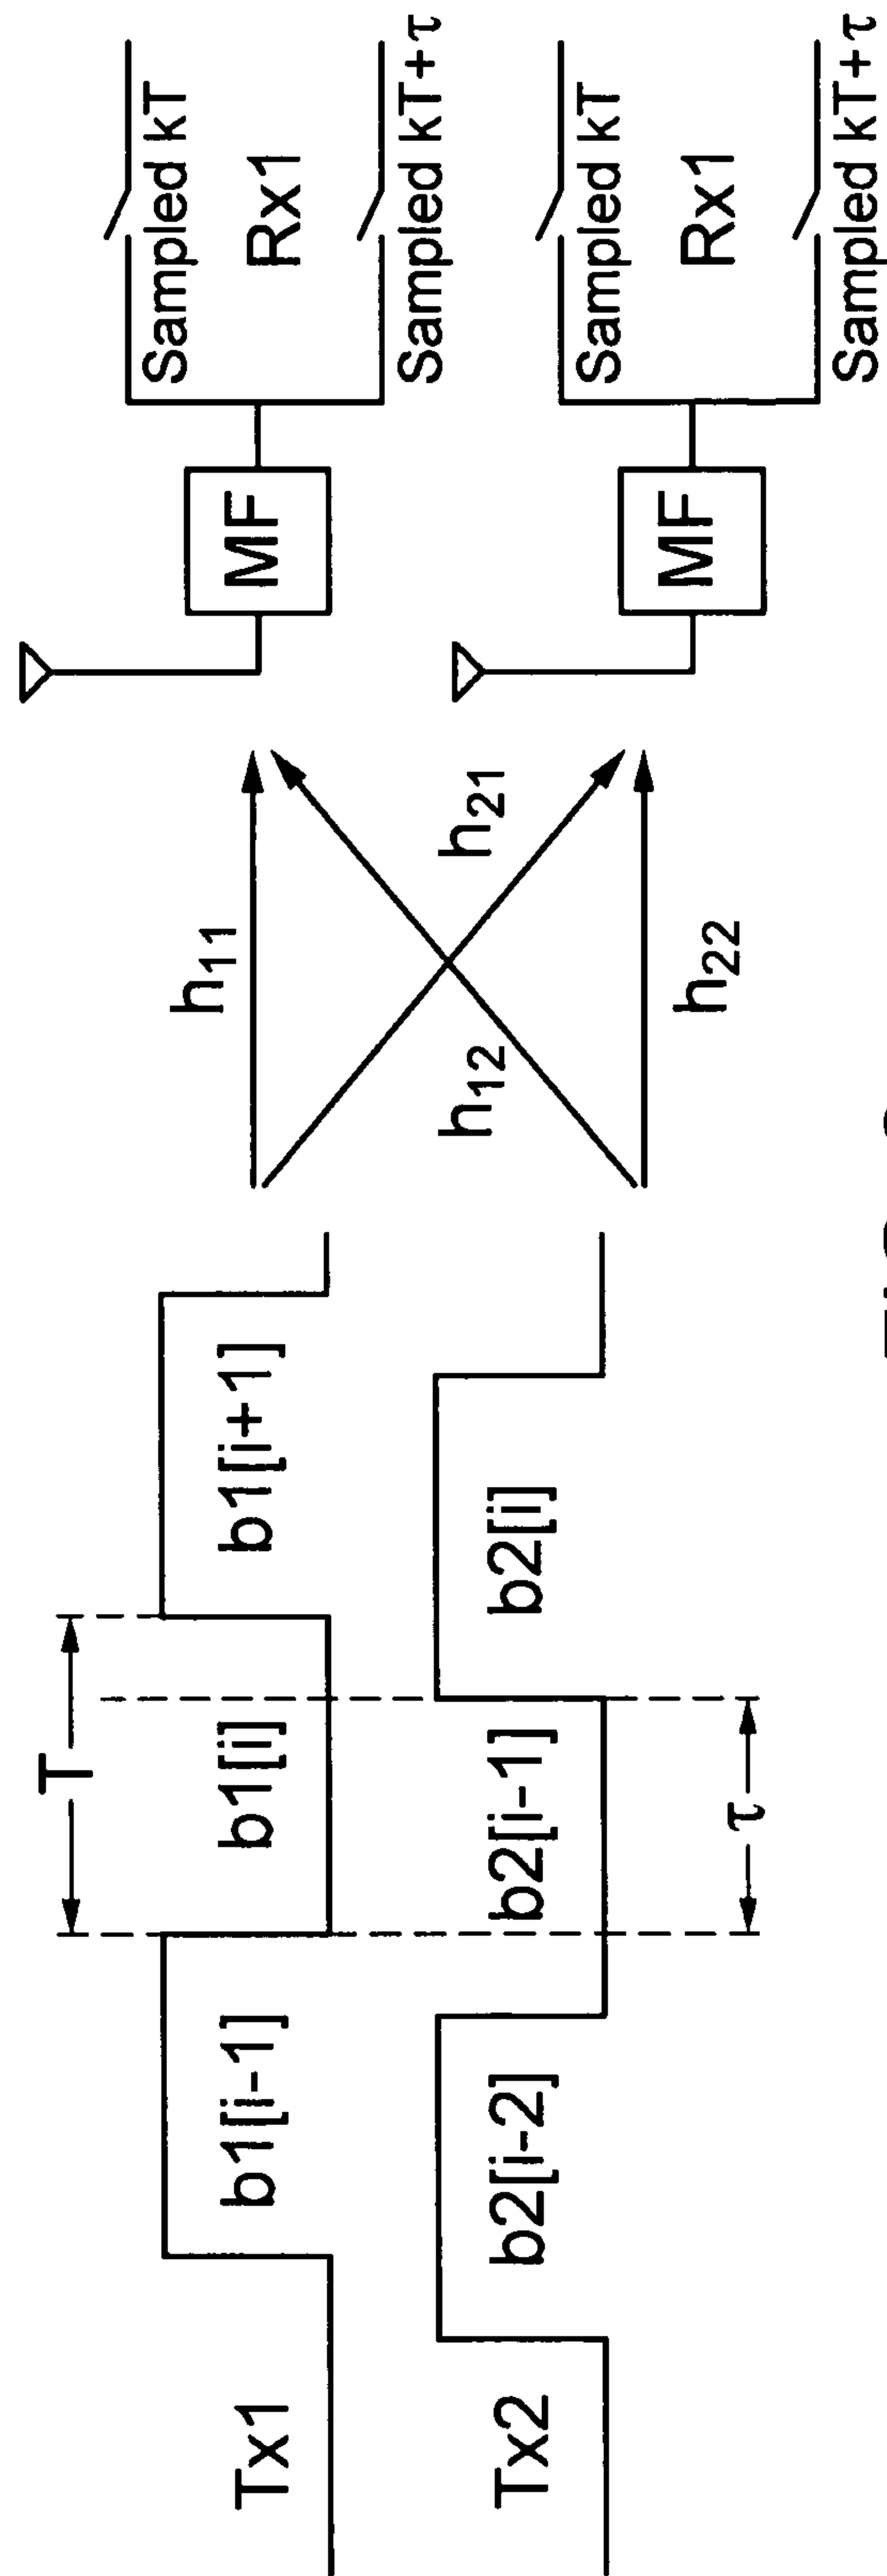 T
Tx1
b1[i-1]
b1[i]
b1[i+1]
Tx2
b2[i-2]
b2[i-1]
b2[i]
τ
h11
h12
h21
h22
MF
Sampled kT
Rx1
Sampled kT+τ
MF
Sampled kT
Rx1
Sampled kT+τ